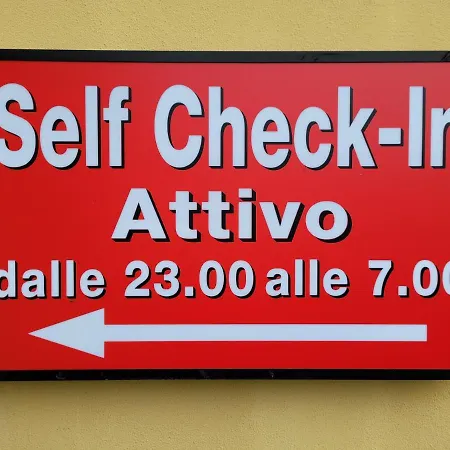 Self Check-In
Attivo
dalle 23.00 alle 7.00